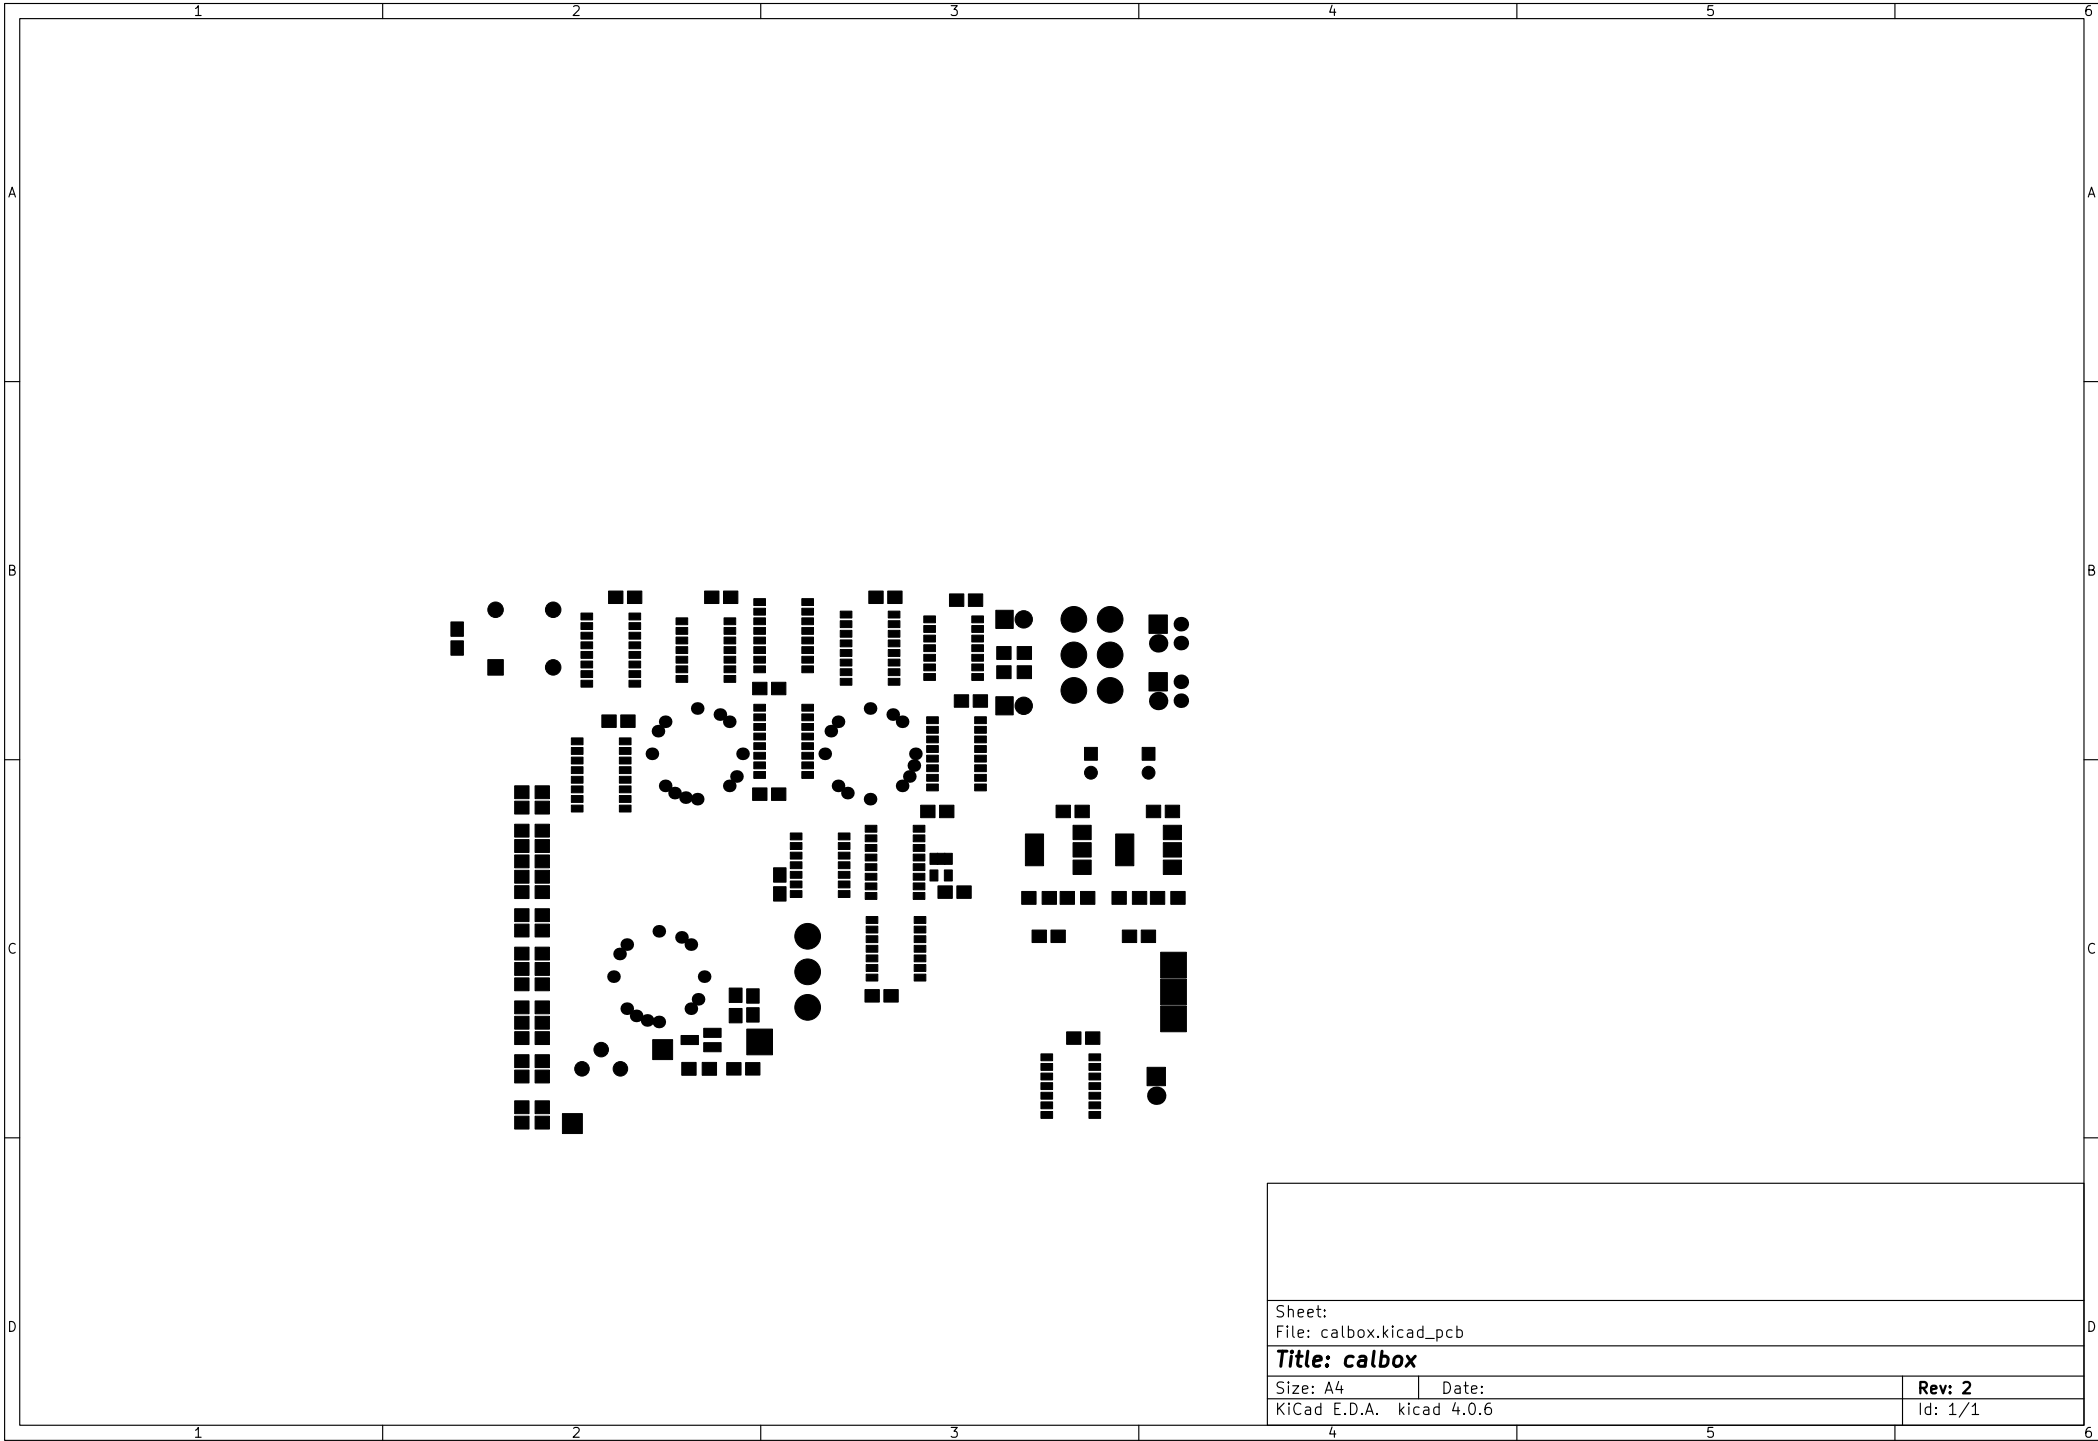 1 2 3 4 5 6
A A
B B
C C
D D
Sheet:
File: calbox.kicad_pcb
Title: calbox
Size: A4 Date: Rev: 2
KiCad E.D.A. kicad 4.0.6 Id: 1/1
1 2 3 4 5 6